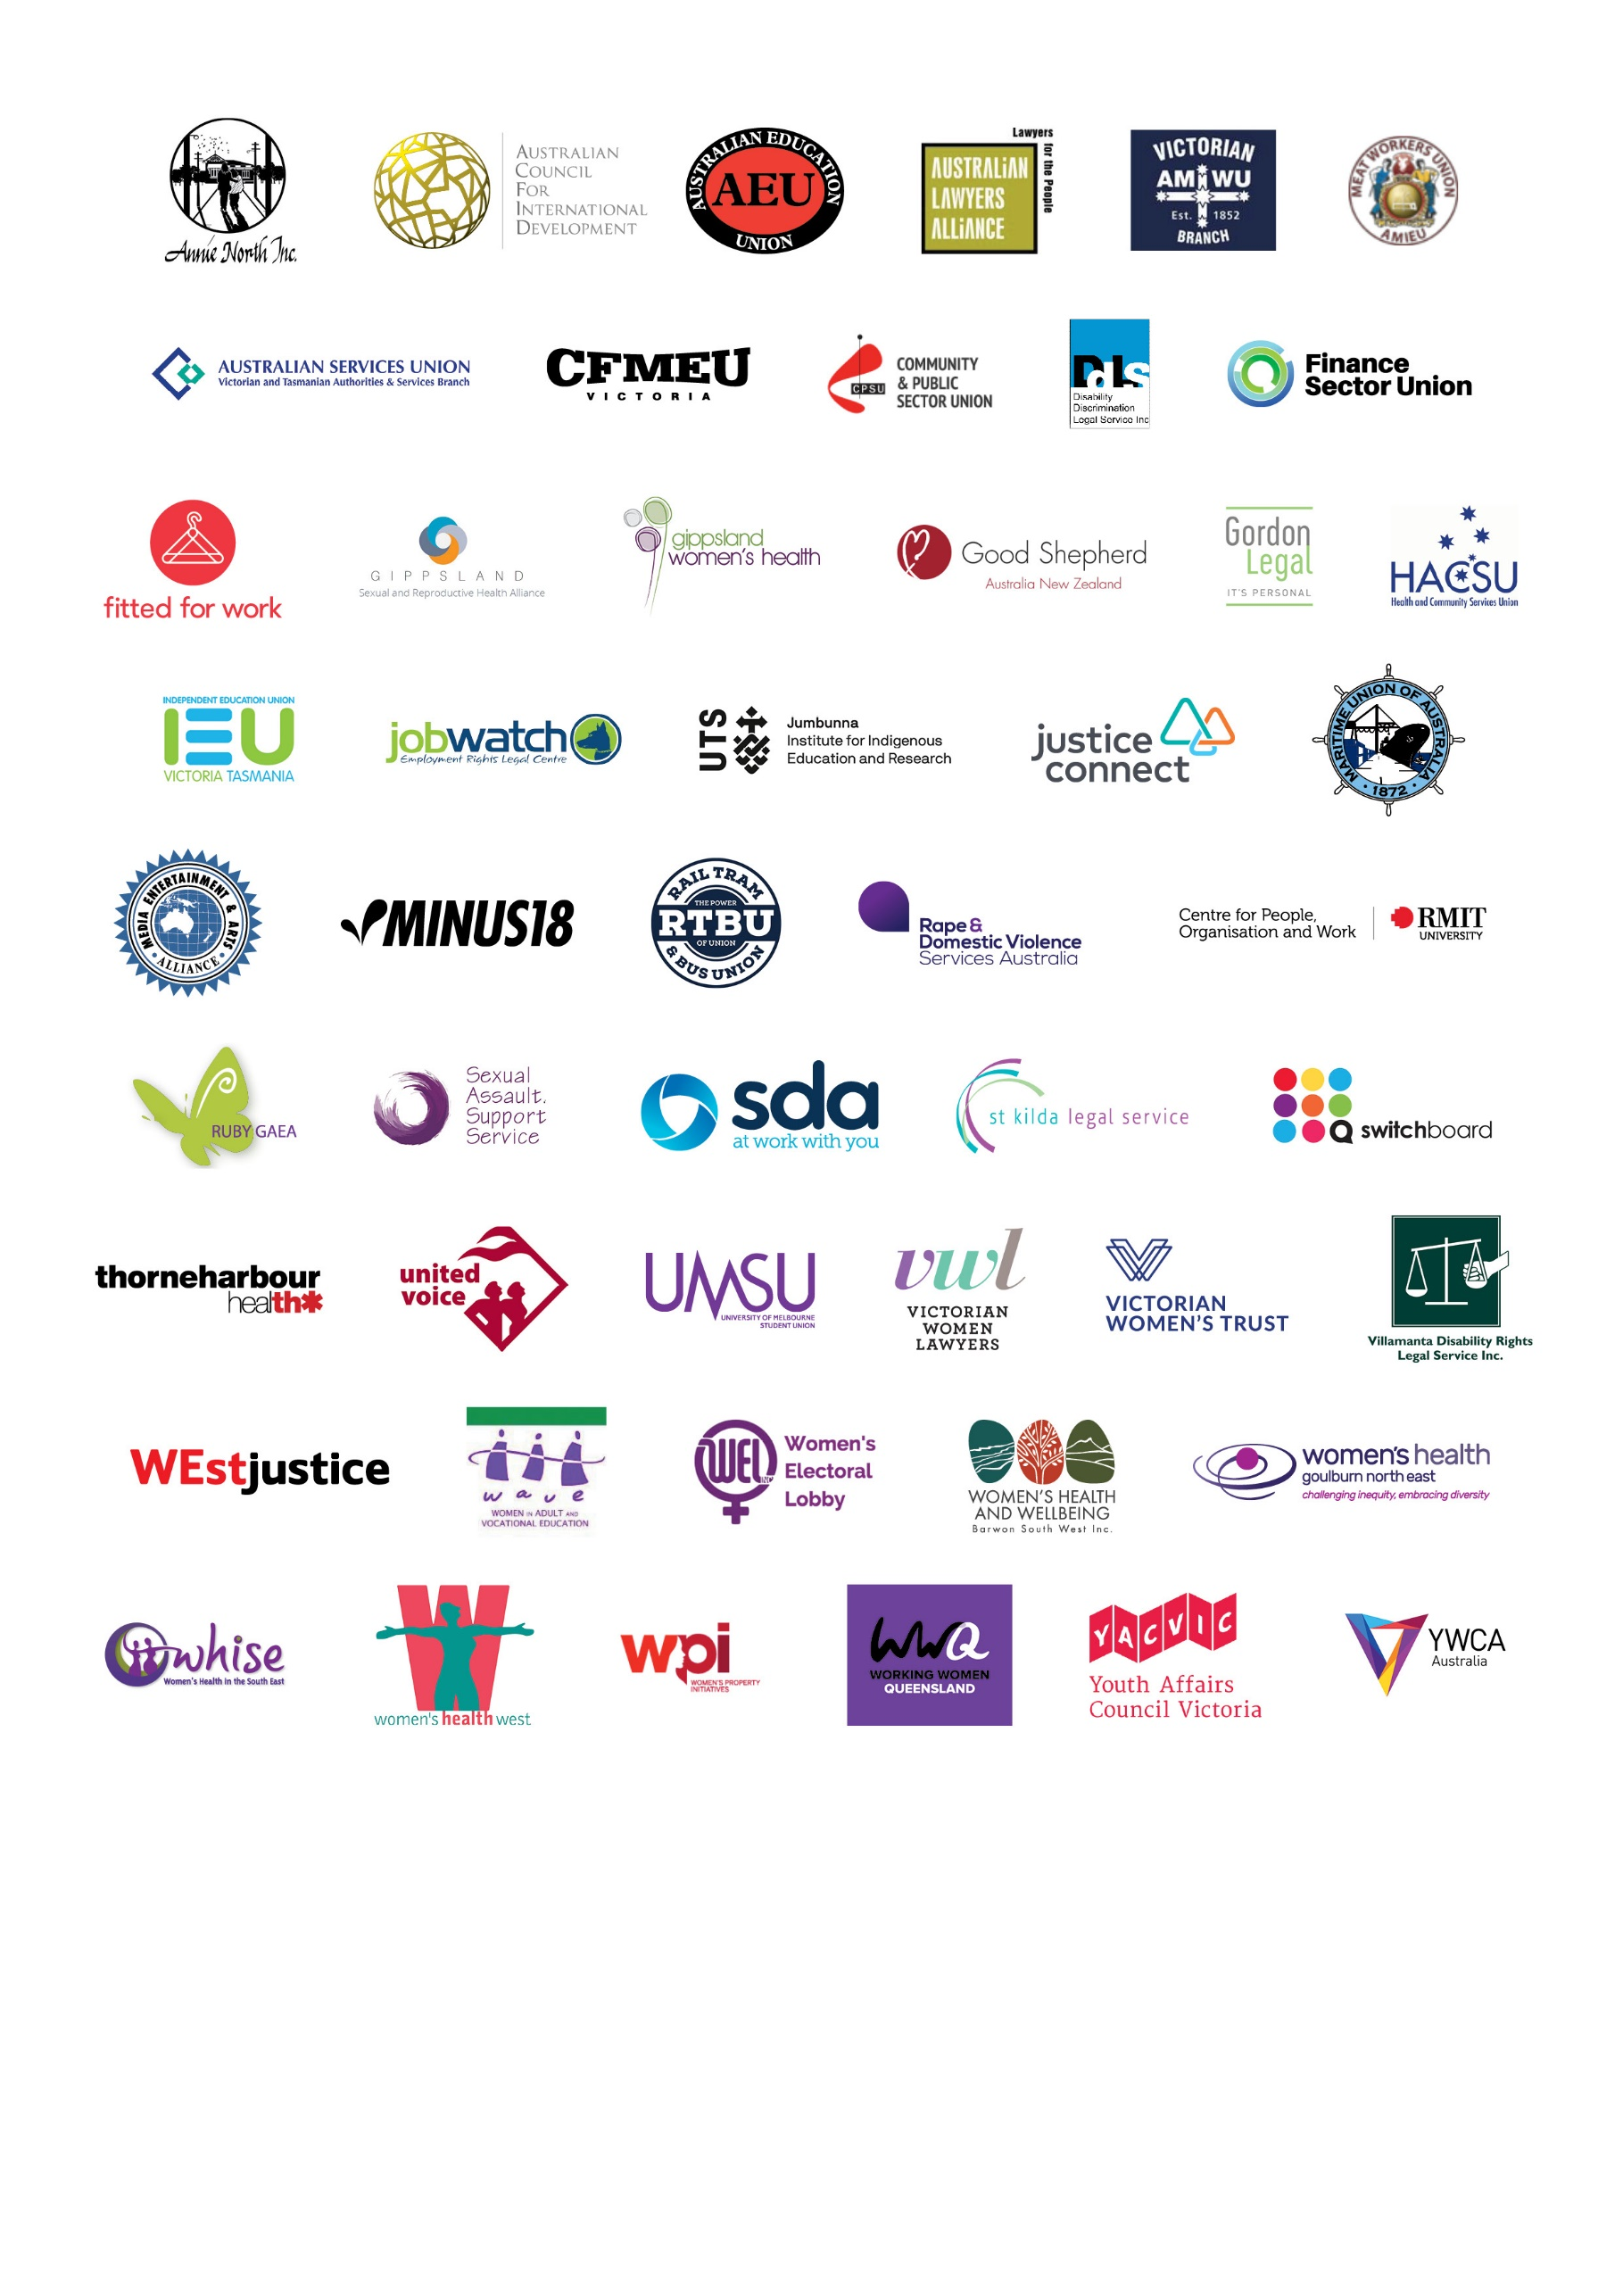 Annie North Inc.
AUSTRALIAN
COUNCIL
FOR
INTERNATIONAL
DEVELOPMENT
AUSTRALIAN EDUCATION
AEU
UNION
Lawyers
for the People
AUSTRALiAN
LAWYERS
ALLiANCE
VICTORIAN
AMiWU
Est. 1852
BRANCH
MEAT WORKERS UNION
AMIEU
AUSTRALIAN SERVICES UNION
Victorian and Tasmanian Authorities & Services Branch
CFMEU
VICTORIA
CPSU
COMMUNITY
& PUBLIC
SECTOR UNION
DdLS
Disability
Discrimination
Legal Service Inc
Finance
Sector Union
fitted for work
GIPPSLAND
Sexual and Reproductive Health Alliance
gippsland
women's health
Good Shepherd
Australia New Zealand
Gordon
Legal
IT'S PERSONAL
HACSU
Health and Community Services Union
INDEPENDENT EDUCATION UNION
IEU
VICTORIA TASMANIA
jobwatch
Employment Rights Legal Centre
UTS
Jumbunna
Institute for Indigenous
Education and Research
justice
connect
MARITIME UNION OF AUSTRALIA
· 1872 ·
MEDIA ENTERTAINMENT & ARTS
· ALLIANCE ·
MINUS18
RAIL TRAM
THE POWER
RTBU
OF UNION
& BUS UNION
Rape &
Domestic Violence
Services Australia
Centre for People,
Organisation and Work
RMIT
UNIVERSITY
RUBY GAEA
Sexual
Assault.
Support
Service
sda
at work with you
st kilda legal service
switchboard
thorneharbour
health
united
voice
UMSU
UNIVERSITY OF MELBOURNE
STUDENT UNION
vwl
VICTORIAN
WOMEN
LAWYERS
VICTORIAN
WOMEN'S TRUST
Villamanta Disability Rights
Legal Service Inc.
WEstjustice
wave
WOMEN IN ADULT AND
VOCATIONAL EDUCATION
WEL
INC
Women's
Electoral
Lobby
WOMEN'S HEALTH
AND WELLBEING
Barwon South West Inc.
women's health
goulburn north east
challenging inequity, embracing diversity
whise
Women's Health in the South East
W
women's health west
wpi
WOMEN'S PROPERTY
INITIATIVES
WWQ
WORKING WOMEN
QUEENSLAND
YACVIC
Youth Affairs
Council Victoria
YWCA
Australia